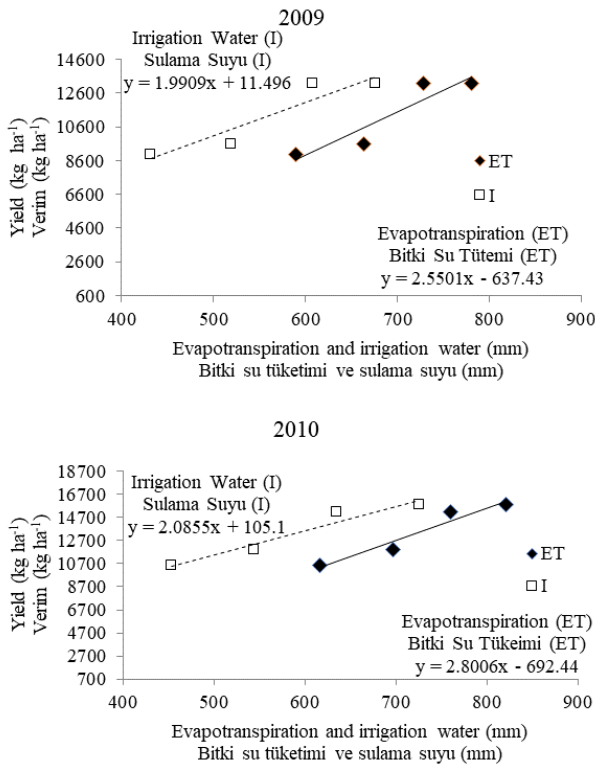 2009
Irrigation Water (I)
Sulama Suyu (I)
y = 1.9909x + 11.496
Yield (kg ha-1)
Verim (kg ha-1)
14600
12600
10600
8600
6600
4600
2600
600
ET
I
Evapotranspiration (ET)
Bitki Su Tütemi (ET)
y = 2.5501x - 637.43
400 500 600 700 800 900
Evapotranspiration and irrigation water (mm)
Bitki su tüketimi ve sulama suyu (mm)
2010
Irrigation Water (I)
Sulama Suyu (I)
y = 2.0855x + 105.1
Yield (kg ha-1)
Verim (kg ha-1)
18700
16700
14700
12700
10700
8700
6700
4700
2700
700
ET
I
Evapotranspiration (ET)
Bitki Su Tükeimi (ET)
y = 2.8006x - 692.44
400 500 600 700 800 900
Evapotranspiration and irrigation water (mm)
Bitki su tüketimi ve sulama suyu (mm)